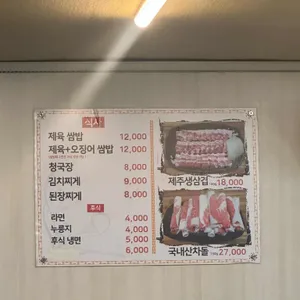 식사
제육 쌈밥 12,000
제육+오징어 쌈밥 12,000
청국장 8,000
김치찌게 9,000
된장찌게 8,000
후식
라면 4,000
누룽지 4,000
후식 냉면 5,000
6,000
제주생삼겹 18,000
국내산차돌 27,000